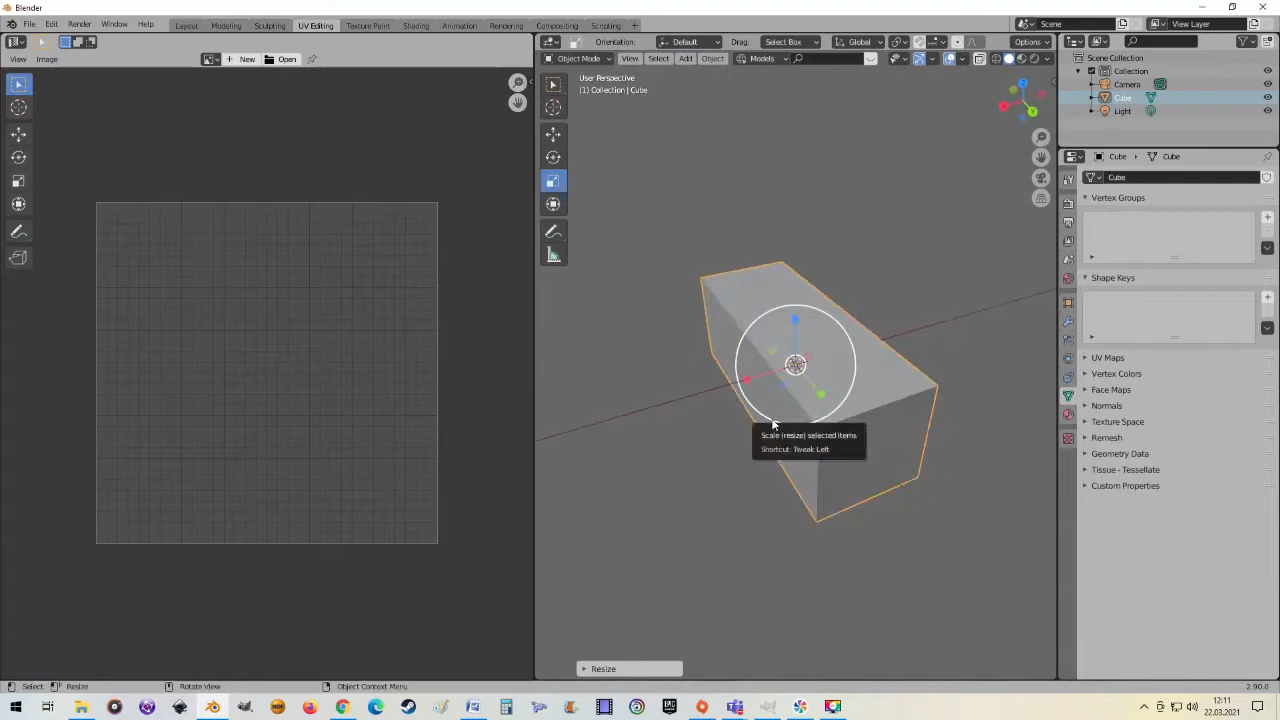 Blender
File Edit Render Window Help
Layout Modeling Sculpting UV Editing Texture Paint Shading Animation Rendering Compositing Scripting +
Scene
View Layer
Orientation: Default Drag: Select Box Global Options
View Image
New Open
Object Mode View Select Add Object Models
User Perspective
(1) Collection | Cube
Scene Collection
Collection
Camera
Cube
Light
Cube Cube
Cube
Vertex Groups
Shape Keys
UV Maps
Vertex Colors
Face Maps
Normals
Texture Space
Remesh
Geometry Data
Tissue - Tessellate
Custom Properties
Scale (resize) selected items
Shortcut: Tweak Left
Resize
Select Resize Rotate View Object Context Menu 2.90.0
12:11
22.03.2021